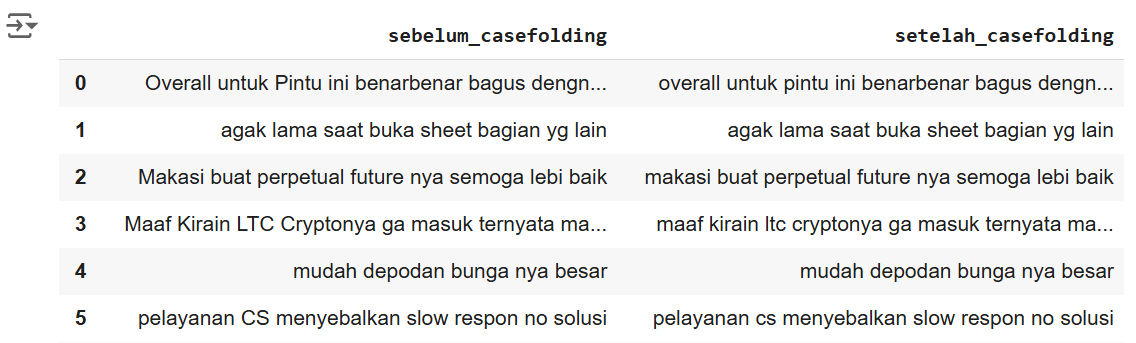 sebelum_casefolding setelah_casefolding
0 Overall untuk Pintu ini benarbenar bagus dengn... overall untuk pintu ini benarbenar bagus dengn...
1 agak lama saat buka sheet bagian yg lain agak lama saat buka sheet bagian yg lain
2 Makasi buat perpetual future nya semoga lebi baik makasi buat perpetual future nya semoga lebi baik
3 Maaf Kirain LTC Cryptonya ga masuk ternyata ma... maaf kirain ltc cryptonya ga masuk ternyata ma...
4 mudah depodan bunga nya besar mudah depodan bunga nya besar
5 pelayanan CS menyebalkan slow respon no solusi pelayanan cs menyebalkan slow respon no solusi